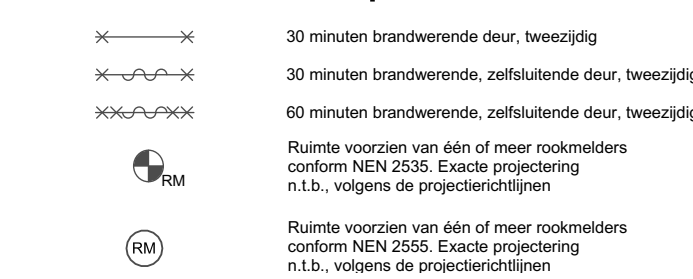 30 minuten brandwerende deur, tweezijdig
30 minuten brandwerende, zelfsluitende deur, tweezijdig
60 minuten brandwerende, zelfsluitende deur, tweezijdig
RM
Ruimte voorzien van één of meer rookmelders
conform NEN 2535. Exacte projectering
n.t.b., volgens de projectierichtlijnen
RM
Ruimte voorzien van één of meer rookmelders
conform NEN 2555. Exacte projectering
n.t.b., volgens de projectierichtlijnen